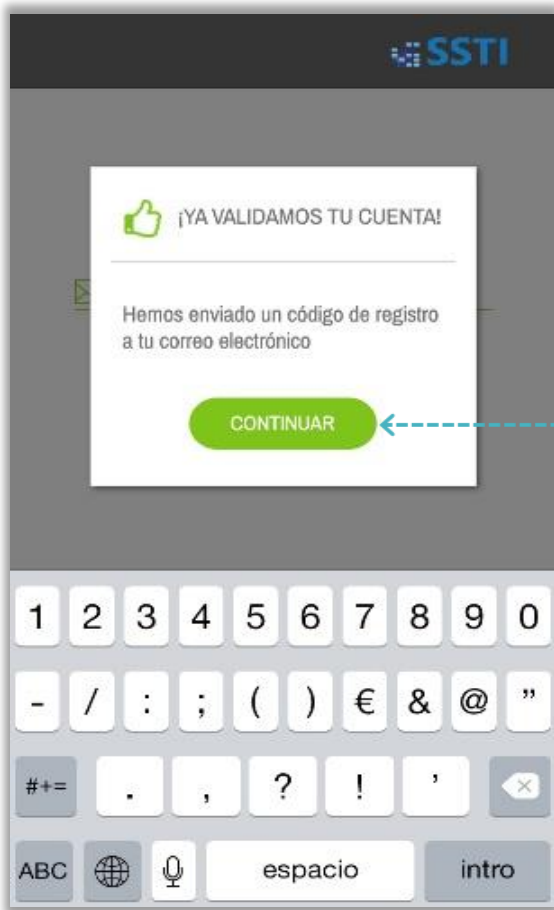 SSTI
¡YA VALIDAMOS TU CUENTA!
Hemos enviado un código de registro
a tu correo electrónico
CONTINUAR
1 2 3 4 5 6 7 8 9 0
- / : ; ( ) € & @ ”
#+= . , ? ! ’
ABC espacio intro